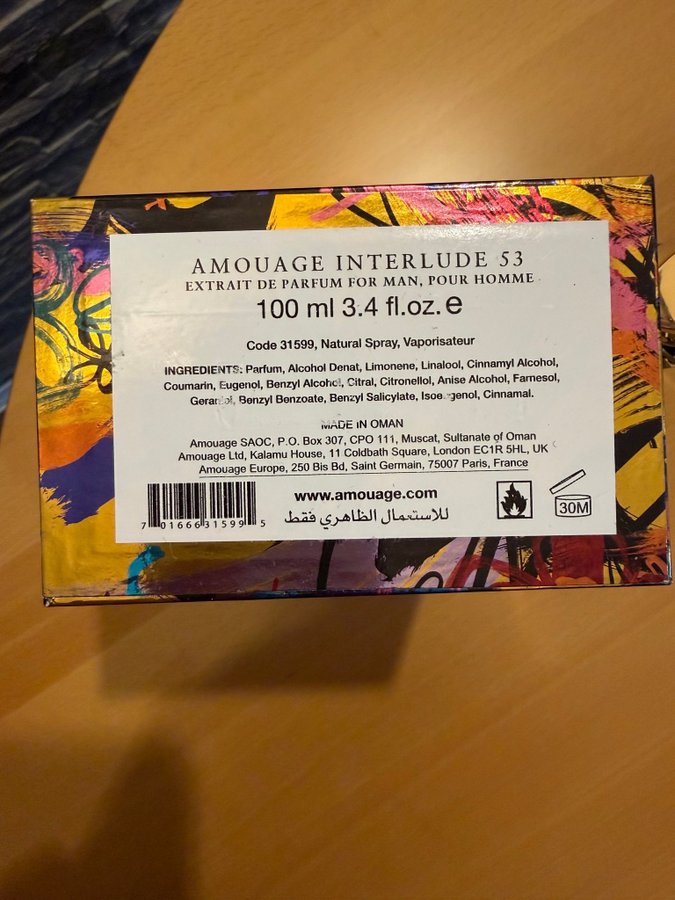 AMOUAGE INTERLUDE 53
EXTRAIT DE PARFUM FOR MAN, POUR HOMME
100 ml 3.4 fl.oz. e
Code 31599, Natural Spray, Vaporisateur
INGREDIENTS: Parfum, Alcohol Denat, Limonene, Linalool, Cinnamyl Alcohol,
Coumarin, Eugenol, Benzyl Alcohol, Citral, Citronellol, Anise Alcohol, Farnesol,
Geraniol, Benzyl Benzoate, Benzyl Salicylate, Isoeugenol, Cinnamal.
MADE IN OMAN
Amouage SAOC, P.O. Box 307, CPO 111, Muscat, Sultanate of Oman
Amouage Ltd, Kalamu House, 11 Coldbath Square, London EC1R 5HL, UK
Amouage Europe, 250 Bis Bd, Saint Germain, 75007 Paris, France
www.amouage.com
للاستعمال الظاهري فقط
7 01666 31599 5
30M